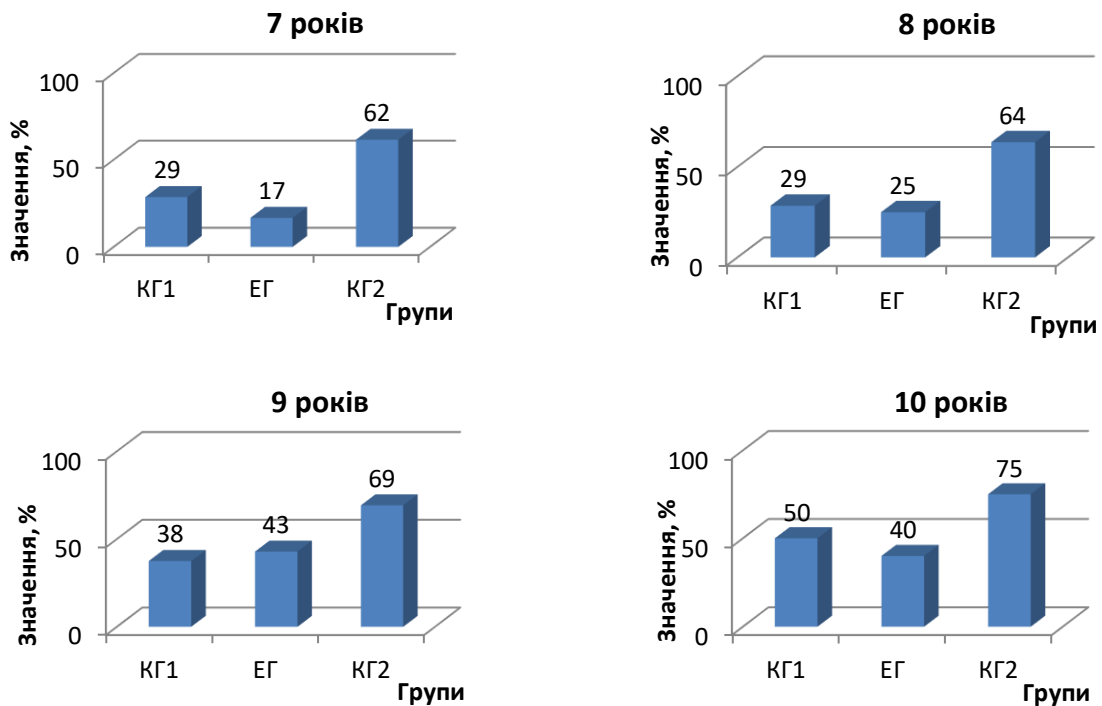 7 років
Значення, %
100
50
0
29
17
62
КГ1 ЕГ КГ2
Групи
8 років
Значення, %
100
50
0
29
25
64
КГ1 ЕГ КГ2
Групи
9 років
Значення, %
100
50
0
38
43
69
КГ1 ЕГ КГ2
Групи
10 років
Значення, %
100
50
0
50
40
75
КГ1 ЕГ КГ2
Групи